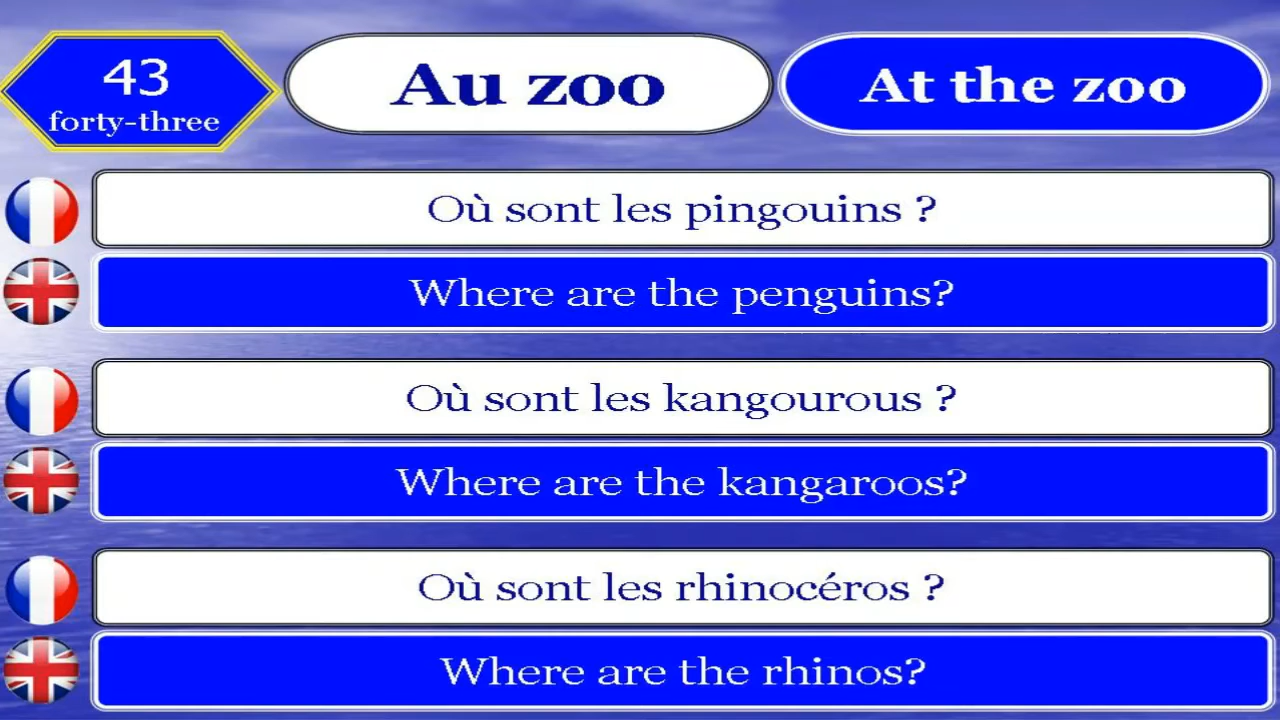 43
forty-three
Au zoo
At the zoo
Où sont les pingouins ?
Where are the penguins?
Où sont les kangourous ?
Where are the kangaroos?
Où sont les rhinocéros ?
Where are the rhinos?